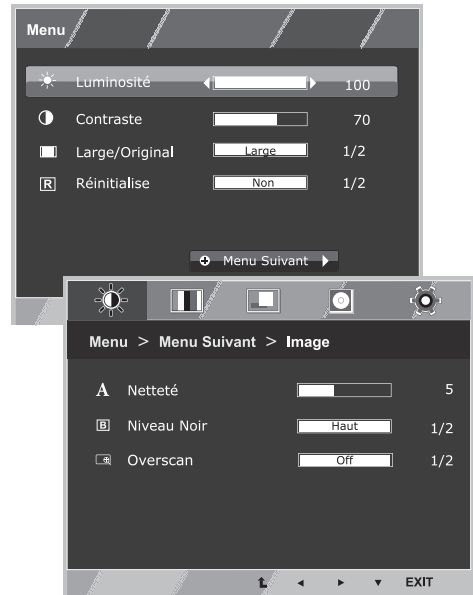 Menu
Luminosité 100
Contraste 70
Large/Original Large 1/2
R Réinitialise Non 1/2
Menu Suivant
Menu > Menu Suivant > Image
A Netteté 5
B Niveau Noir Haut 1/2
Overscan Off 1/2
EXIT